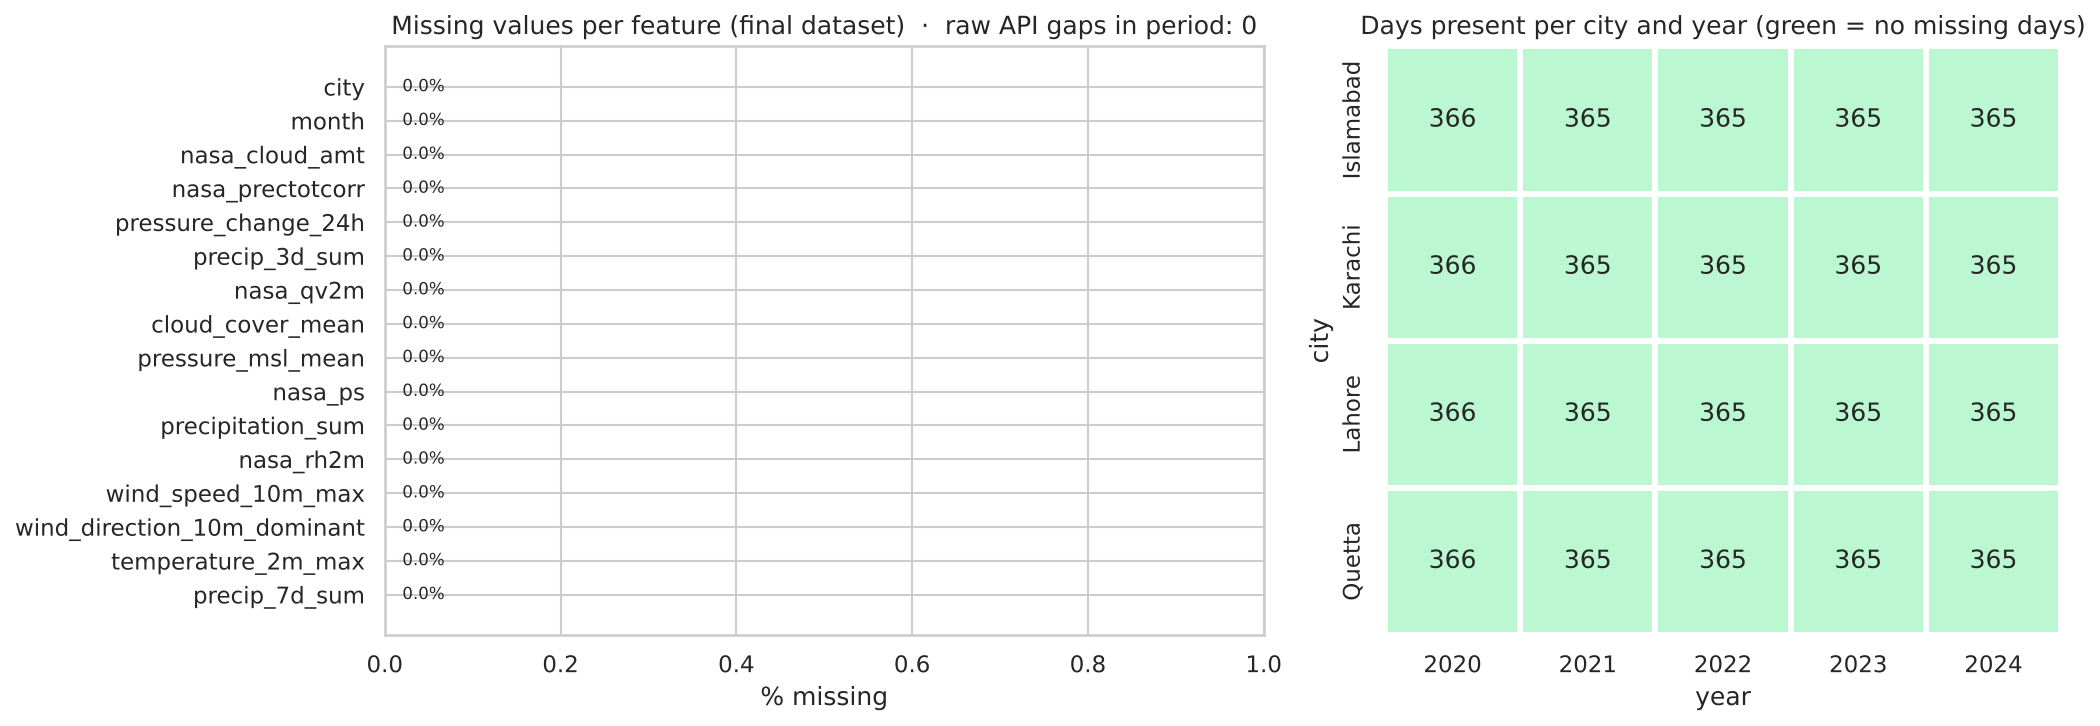 Missing values per feature (final dataset)  ·  raw API gaps in period: 0
city 0.0%
month 0.0%
nasa_cloud_amt 0.0%
nasa_prectotcorr 0.0%
pressure_change_24h 0.0%
precip_3d_sum 0.0%
nasa_qv2m 0.0%
cloud_cover_mean 0.0%
pressure_msl_mean 0.0%
nasa_ps 0.0%
precipitation_sum 0.0%
nasa_rh2m 0.0%
wind_speed_10m_max 0.0%
wind_direction_10m_dominant 0.0%
temperature_2m_max 0.0%
precip_7d_sum 0.0%
0.0 0.2 0.4 0.6 0.8 1.0
% missing
Days present per city and year (green = no missing days)
city
Islamabad 366 365 365 365 365
Karachi 366 365 365 365 365
Lahore 366 365 365 365 365
Quetta 366 365 365 365 365
2020 2021 2022 2023 2024
year